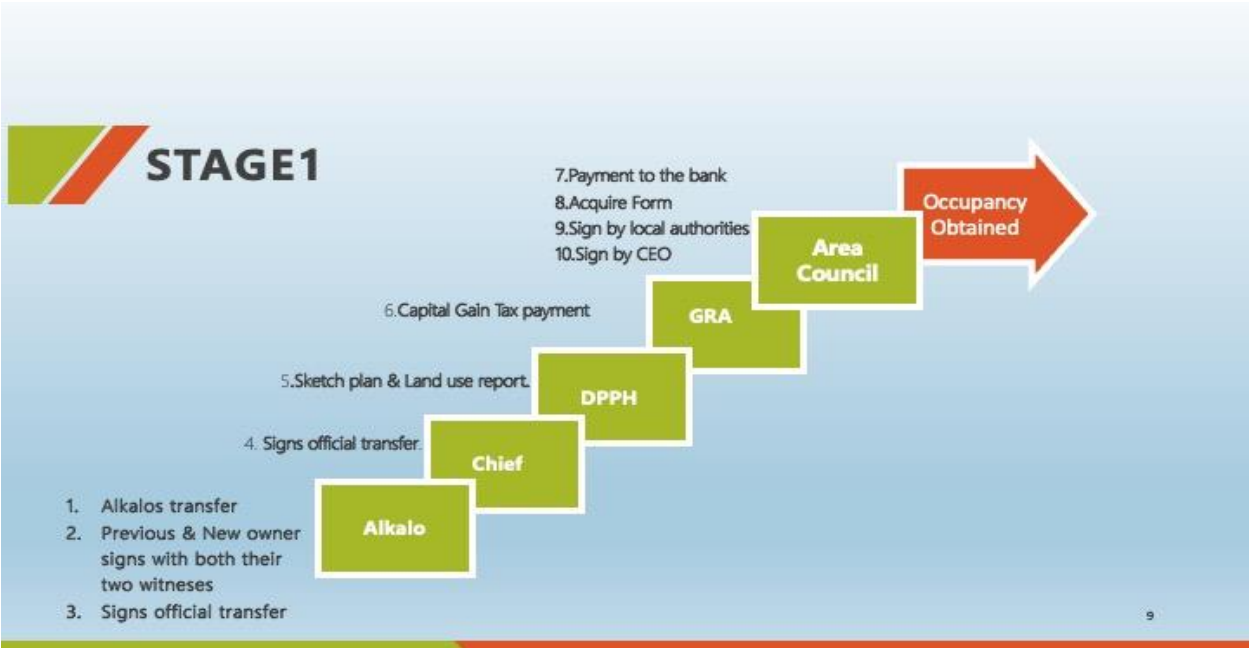 STAGE1
7.Payment to the bank
8.Acquire Form
9.Sign by local authorities
10.Sign by CEO
Occupancy
Obtained
Area
Council
6.Capital Gain Tax payment
GRA
5.Sketch plan & Land use report.
DPPH
4. Signs official transfer.
Chief
1. Alkalos transfer
2. Previous & New owner
signs with both their
two witneses
3. Signs official transfer
Alkalo
9